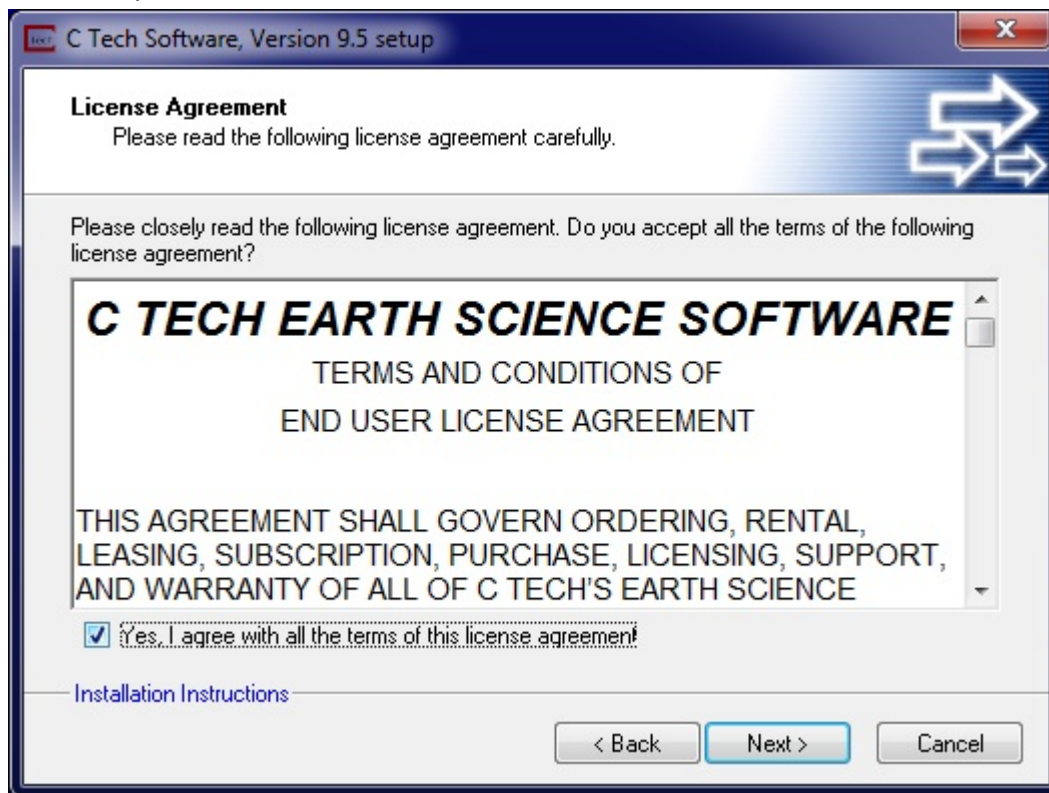 C Tech Software, Version 9.5 setup
License Agreement
Please read the following license agreement carefully.
Please closely read the following license agreement. Do you accept all the terms of the following
license agreement?
C TECH EARTH SCIENCE SOFTWARE
TERMS AND CONDITIONS OF
END USER LICENSE AGREEMENT
THIS AGREEMENT SHALL GOVERN ORDERING, RENTAL,
LEASING, SUBSCRIPTION, PURCHASE, LICENSING, SUPPORT,
AND WARRANTY OF ALL OF C TECH'S EARTH SCIENCE
Yes, I agree with all the terms of this license agreement
Installation Instructions
< Back Next > Cancel